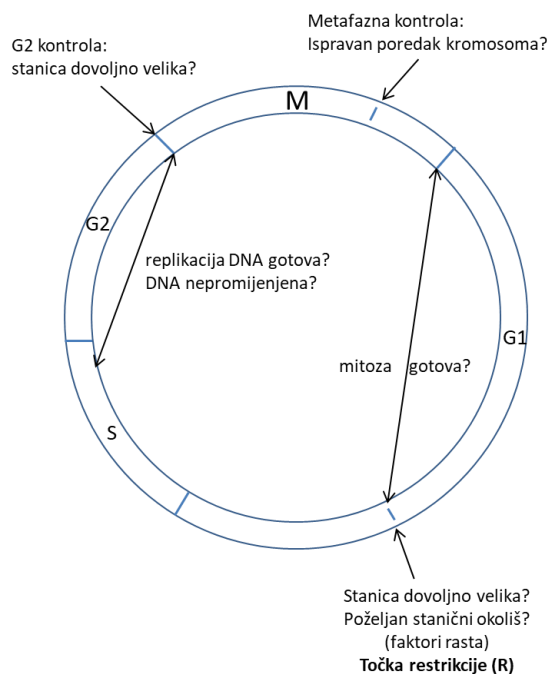 Metafazna kontrola:
Ispravan poredak kromosoma?
G2 kontrola:
stanica dovoljno velika?
M
G2
replikacija DNA gotova?
DNA nepromijenjena?
G1
mitoza gotova?
S
Stanica dovoljno velika?
Poželjan stanični okoliš?
(faktori rasta)
Točka restrikcije (R)